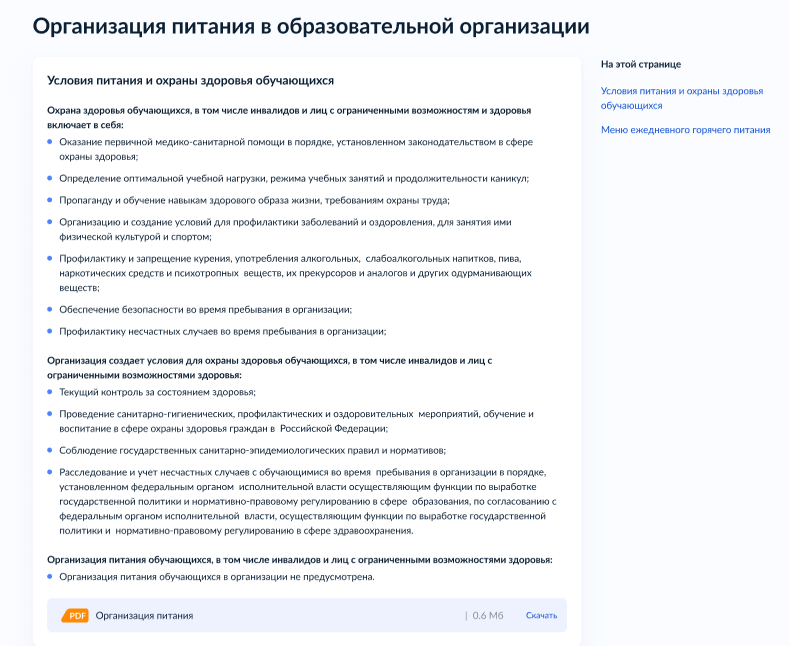 Организация питания в образовательной организации
Условия питания и охраны здоровья обучающихся
Охрана здоровья обучающихся, в том числе инвалидов и лиц с ограниченными возможностям и здоровья
включает в себя:
Оказание первичной медико-санитарной помощи в порядке, установленном законодательством в сфере
охраны здоровья;
Определение оптимальной учебной нагрузки, режима учебных занятий и продолжительности каникул;
Пропаганду и обучение навыкам здорового образа жизни, требованиям охраны труда;
Организацию и создание условий для профилактики заболеваний и оздоровления, для занятия ими
физической культурой и спортом;
Профилактику и запрещение курения, употребления алкогольных, слабоалкогольных напитков, пива,
наркотических средств и психотропных веществ, их прекурсоров и аналогов и других одурманивающих
веществ;
Обеспечение безопасности во время пребывания в организации;
Профилактику несчастных случаев во время пребывания в организации;
Организация создает условия для охраны здоровья обучающихся, в том числе инвалидов и лиц с
ограниченными возможностями здоровья:
Текущий контроль за состоянием здоровья;
Проведение санитарно-гигиенических, профилактических и оздоровительных мероприятий, обучение и
воспитание в сфере охраны здоровья граждан в Российской Федерации;
Соблюдение государственных санитарно-эпидемиологических правил и нормативов;
Расследование и учет несчастных случаев с обучающимися во время пребывания в организации в порядке,
установленном федеральным органом исполнительной власти осуществляющим функции по выработке
государственной политики и нормативно-правовому регулированию в сфере образования, по согласованию с
федеральным органом исполнительной власти, осуществляющим функции по выработке государственной
политики и нормативно-правовому регулированию в сфере здравоохранения.
Организация питания обучающихся, в том числе инвалидов и лиц с ограниченными возможностями здоровья:
Организация питания обучающихся в организации не предусмотрена.
PDF Организация питания | 0.6 Мб Скачать
На этой странице
Условия питания и охраны здоровья
обучающихся
Меню ежедневного горячего питания